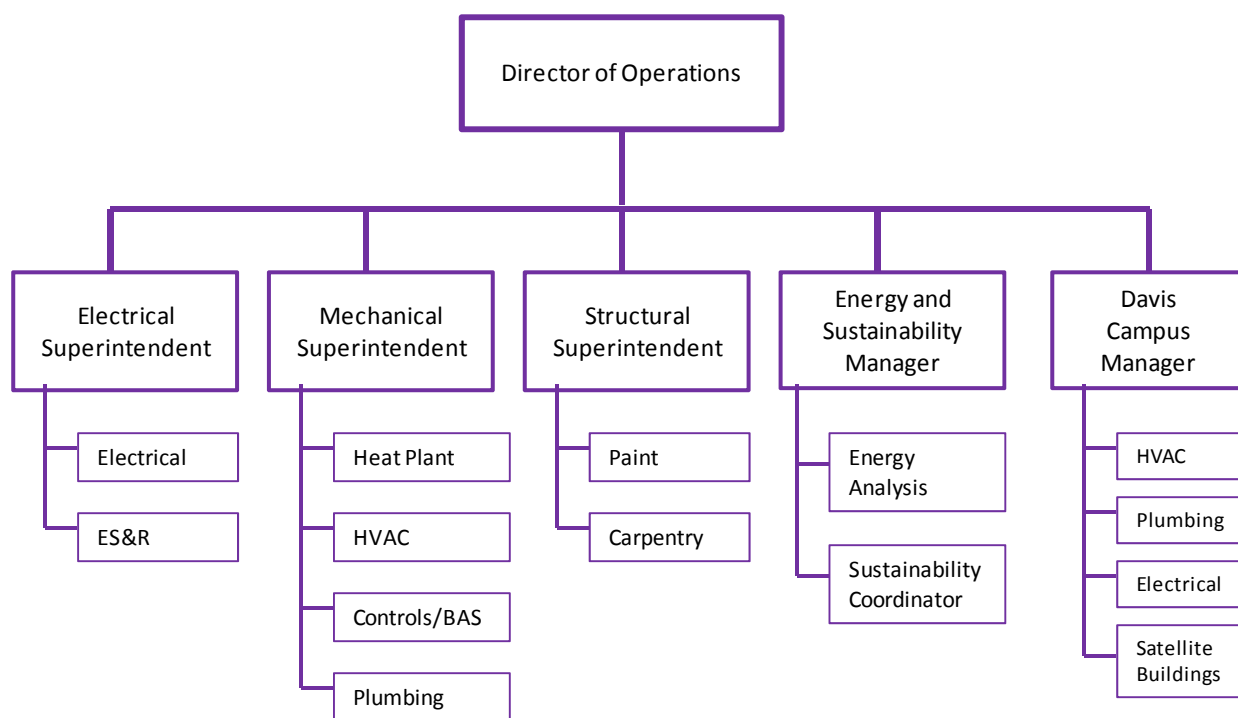 Director of Operations
Electrical
Superintendent
Mechanical
Superintendent
Structural
Superintendent
Energy and
Sustainability
Manager
Davis
Campus
Manager
Electrical
ES&R
Heat Plant
HVAC
Controls/BAS
Plumbing
Paint
Carpentry
Energy
Analysis
Sustainability
Coordinator
HVAC
Plumbing
Electrical
Satellite
Buildings